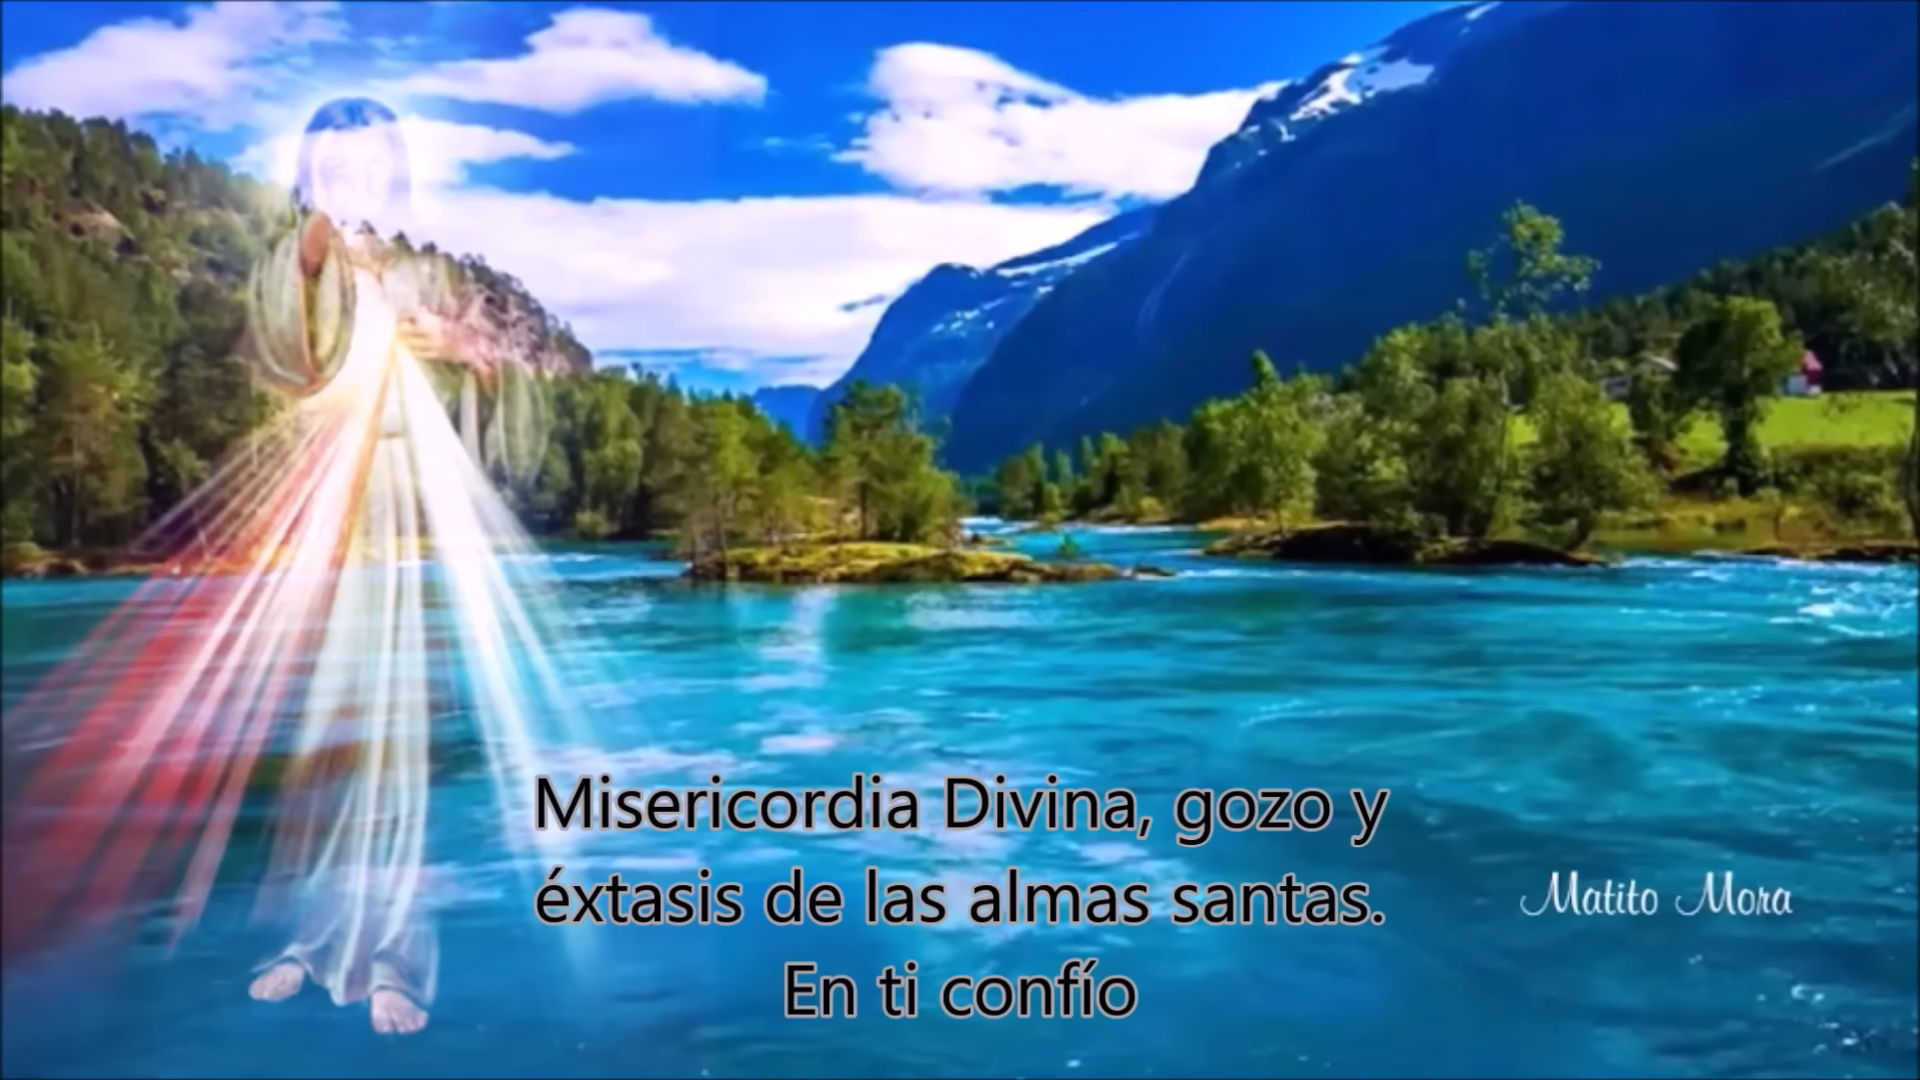 Misericordia Divina, gozo y
éxtasis de las almas santas.
En ti confío
Matito Mora